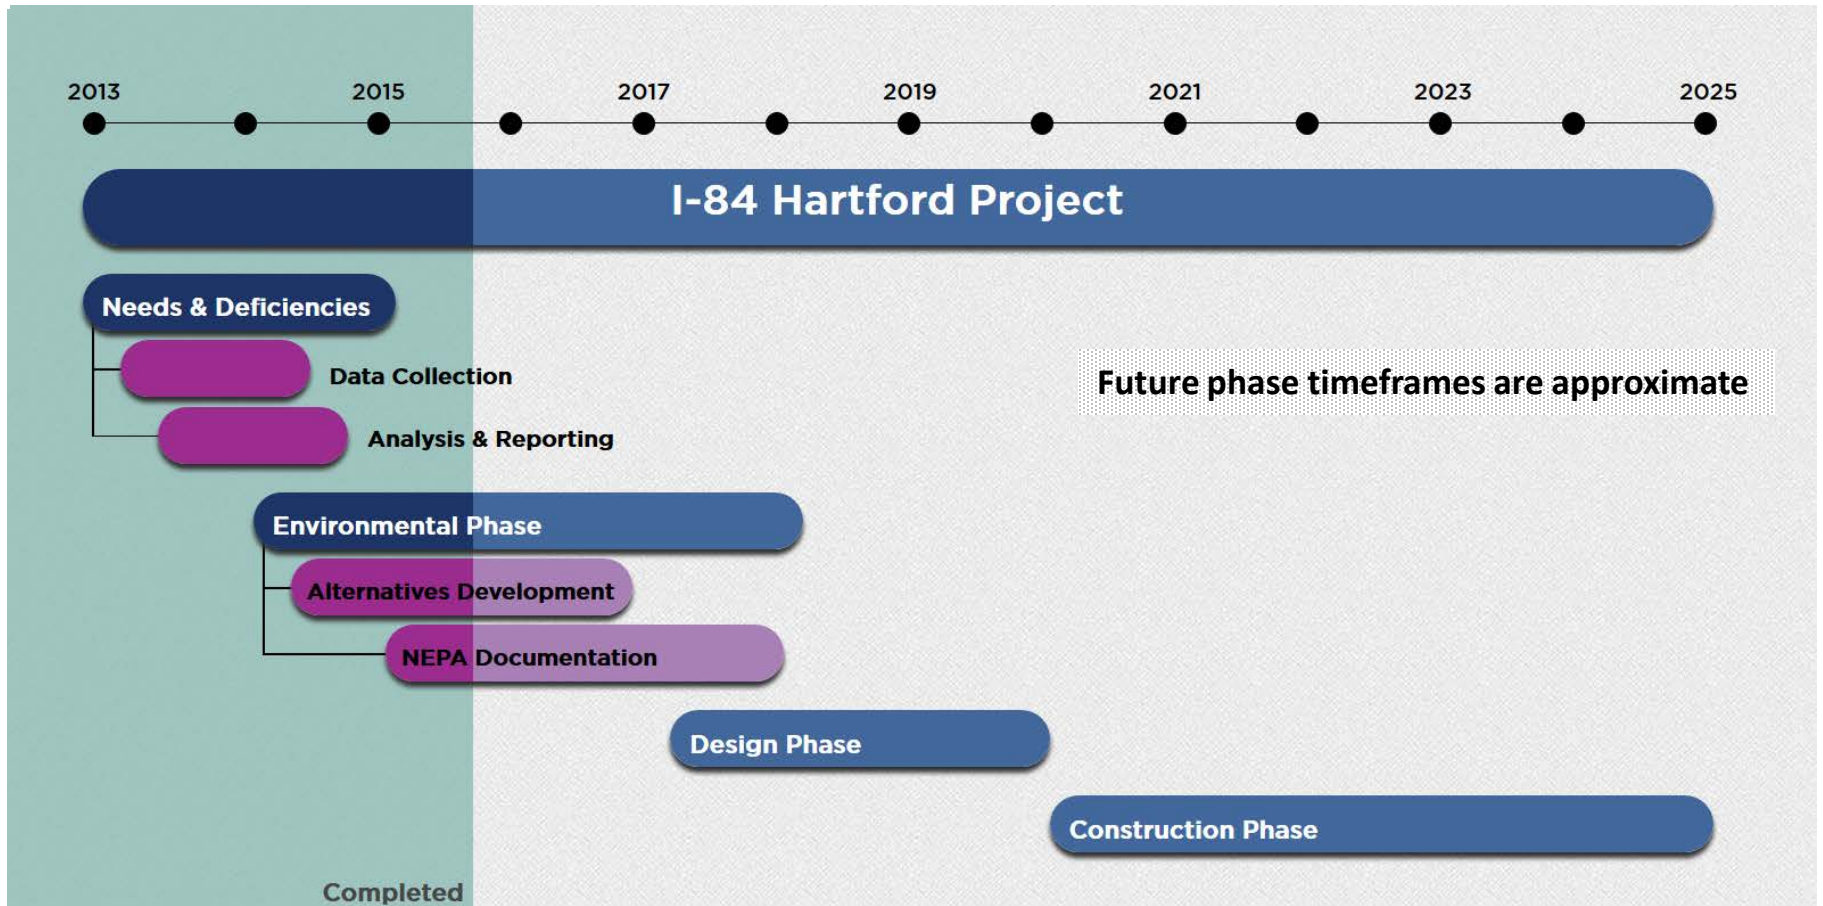 2013 2015 2017 2019 2021 2023 2025
I-84 Hartford Project
Needs & Deficiencies
Data Collection
Future phase timeframes are approximate
Analysis & Reporting
Environmental Phase
Alternatives Development
NEPA Documentation
Design Phase
Construction Phase
Completed